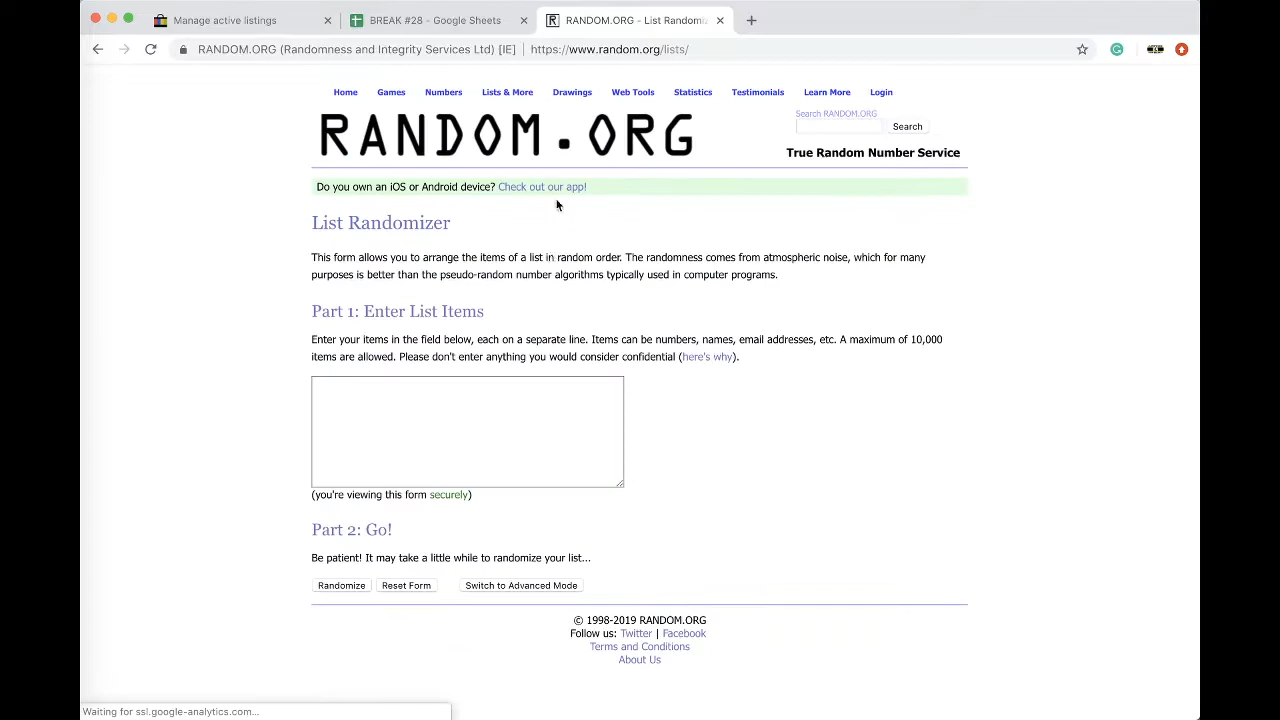 Manage active listings
BREAK #28 - Google Sheets
RANDOM.ORG - List Randomiz
RANDOM.ORG (Randomness and Integrity Services Ltd) [IE] https://www.random.org/lists/
Home Games Numbers Lists & More Drawings Web Tools Statistics Testimonials Learn More Login
RANDOM.ORG
Search RANDOM.ORG
Search
True Random Number Service
Do you own an iOS or Android device? Check out our app!
List Randomizer
This form allows you to arrange the items of a list in random order. The randomness comes from atmospheric noise, which for many
purposes is better than the pseudo-random number algorithms typically used in computer programs.
Part 1: Enter List Items
Enter your items in the field below, each on a separate line. Items can be numbers, names, email addresses, etc. A maximum of 10,000
items are allowed. Please don't enter anything you would consider confidential (here's why).
(you're viewing this form securely)
Part 2: Go!
Be patient! It may take a little while to randomize your list...
Randomize Reset Form Switch to Advanced Mode
© 1998-2019 RANDOM.ORG
Follow us: Twitter | Facebook
Terms and Conditions
About Us
Waiting for ssl.google-analytics.com...